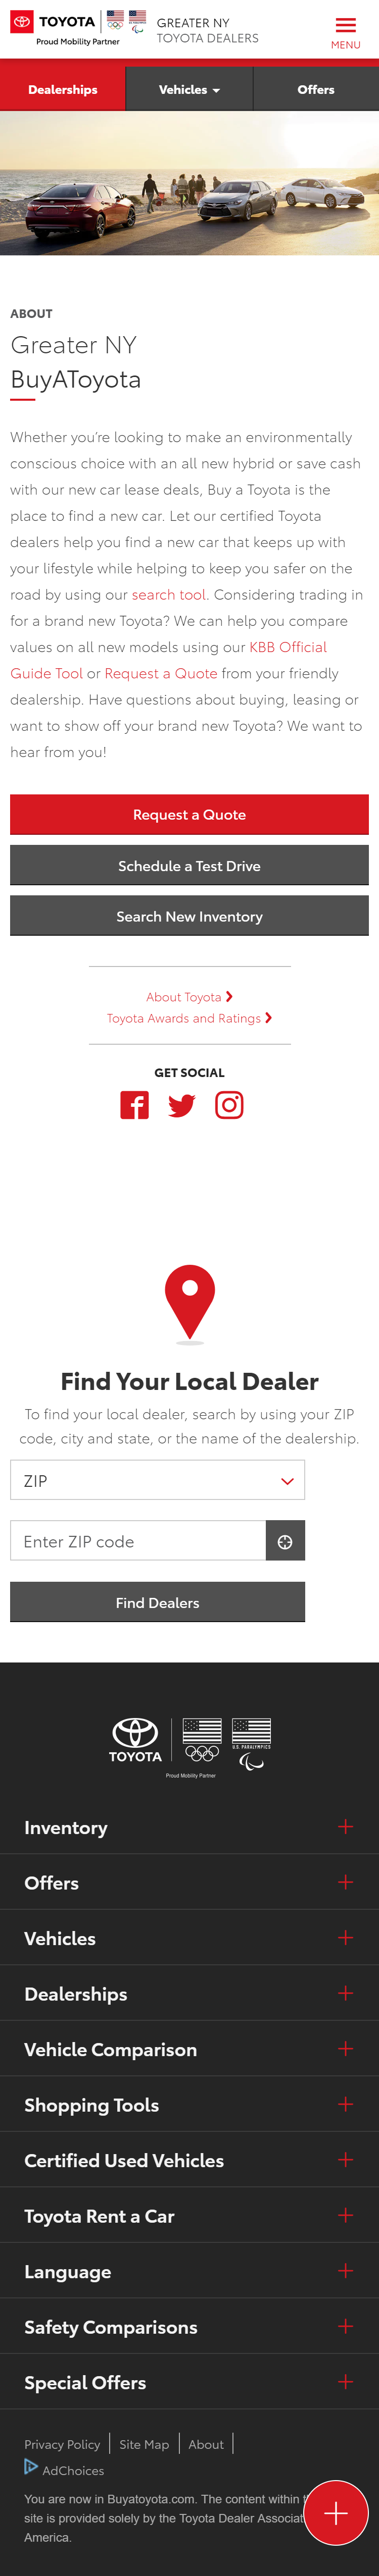 TOYOTA
Proud Mobility Partner
GREATER NY
TOYOTA DEALERS
MENU
Dealerships
Vehicles
Offers
ABOUT
Greater NY
BuyAToyota
Whether you’re looking to make an environmentally
conscious choice with an all new hybrid or save cash
with our new car lease deals, Buy a Toyota is the
place to find a new car. Let our certified Toyota
dealers help you find a new car that keeps up with
your lifestyle while helping to keep you safer on the
road by using our search tool. Considering trading in
for a brand new Toyota? We can help you compare
values on all new models using our KBB Official
Guide Tool or Request a Quote from your friendly
dealership. Have questions about buying, leasing or
want to show off your brand new Toyota? We want to
hear from you!
Request a Quote
Schedule a Test Drive
Search New Inventory
About Toyota
Toyota Awards and Ratings
GET SOCIAL
Find Your Local Dealer
To find your local dealer, search by using your ZIP
code, city and state, or the name of the dealership.
ZIP
Enter ZIP code
Find Dealers
TOYOTA
U.S. PARALYMPICS
Proud Mobility Partner
Inventory
Offers
Vehicles
Dealerships
Vehicle Comparison
Shopping Tools
Certified Used Vehicles
Toyota Rent a Car
Language
Safety Comparisons
Special Offers
Privacy Policy
Site Map
About
AdChoices
You are now in Buyatoyota.com. The content within
site is provided solely by the Toyota Dealer
America.